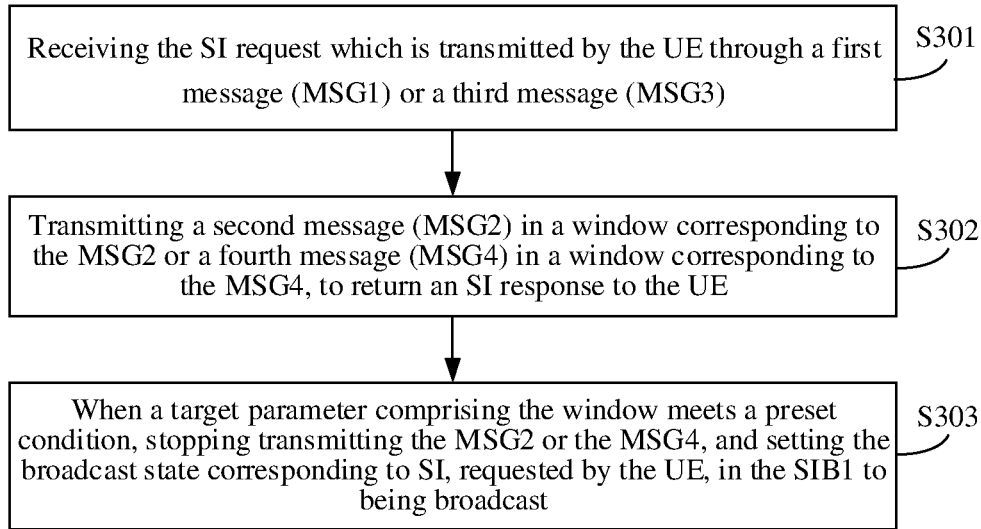 Receiving the SI request which is transmitted by the UE through a first
message (MSG1) or a third message (MSG3)
S301
Transmitting a second message (MSG2) in a window corresponding to
the MSG2 or a fourth message (MSG4) in a window corresponding to
the MSG4, to return an SI response to the UE
S302
When a target parameter comprising the window meets a preset
condition, stopping transmitting the MSG2 or the MSG4, and setting the
broadcast state corresponding to SI, requested by the UE, in the SIB1 to
being broadcast
S303